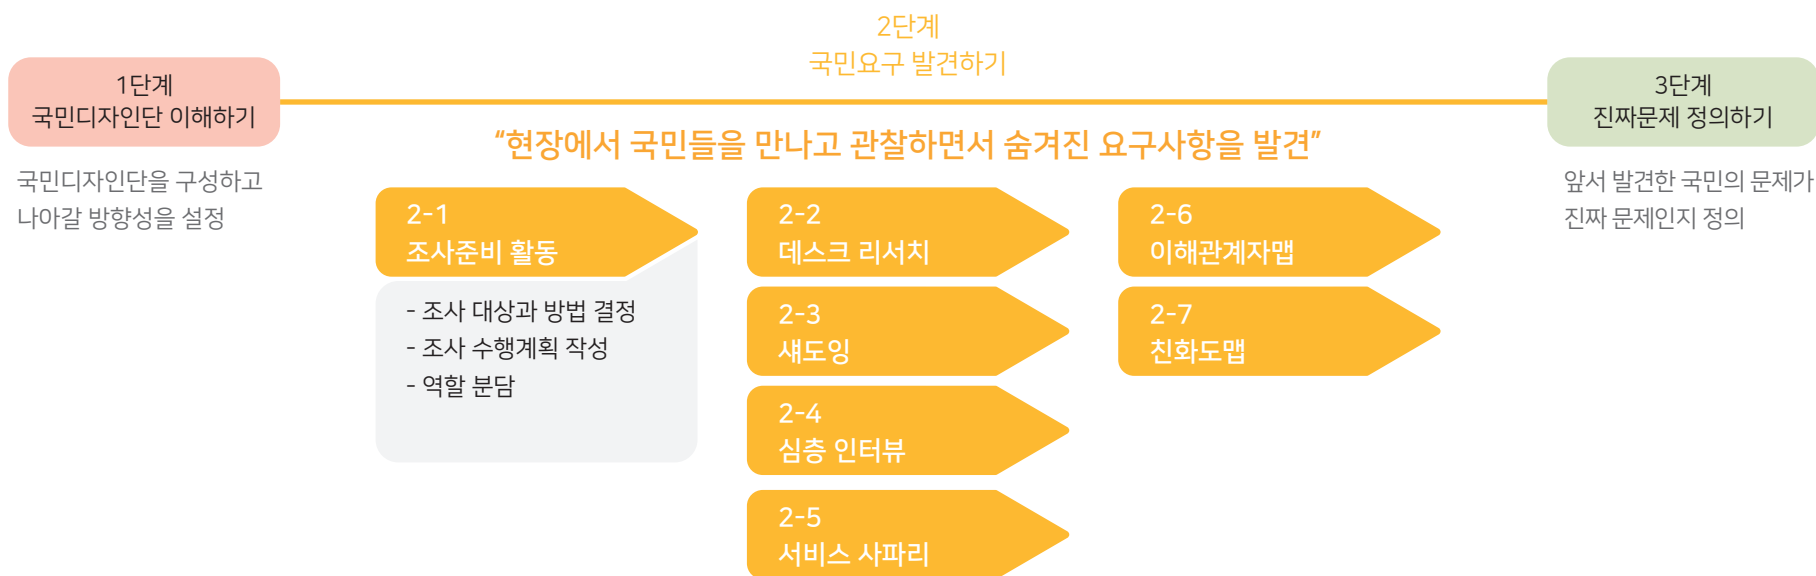 2단계
국민요구 발견하기
1단계
국민디자인단 이해하기
3단계
진짜문제 정의하기
“현장에서 국민들을 만나고 관찰하면서 숨겨진 요구사항을 발견”
국민디자인단을 구성하고
나아갈 방향성을 설정
앞서 발견한 국민의 문제가
진짜 문제인지 정의
2-1
조사준비 활동
- 조사 대상과 방법 결정
- 조사 수행계획 작성
- 역할 분담
2-2
데스크 리서치
2-3
섀도잉
2-4
심층 인터뷰
2-5
서비스 사파리
2-6
이해관계자맵
2-7
친화도맵